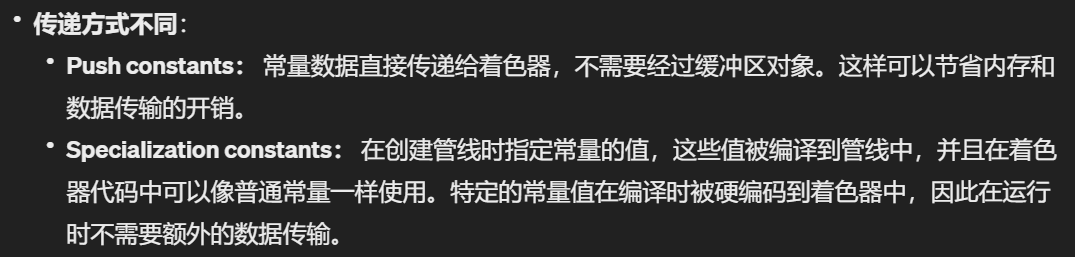 • 传递方式不同：
• Push constants： 常量数据直接传递给着色器，不需要经过缓冲区对象。这样可以节省内存和
数据传输的开销。
• Specialization constants： 在创建管线时指定常量的值，这些值被编译到管线中，并且在着色
器代码中可以像普通常量一样使用。特定的常量值在编译时被硬编码到着色器中，因此在运行
时不需要额外的数据传输。